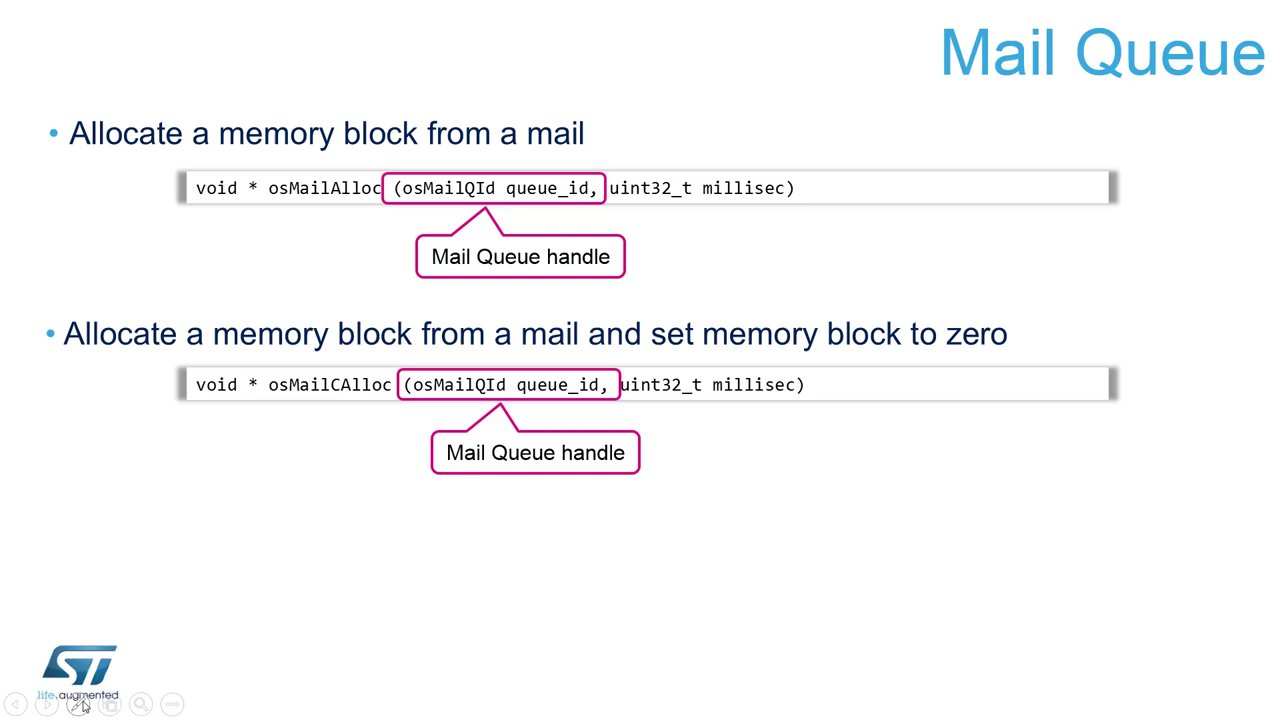 Mail Queue
• Allocate a memory block from a mail
void * osMailAlloc (osMailQId queue_id, uint32_t millisec)
Mail Queue handle
• Allocate a memory block from a mail and set memory block to zero
void * osMailCAlloc (osMailQId queue_id, uint32_t millisec)
Mail Queue handle
ST
life.augmented